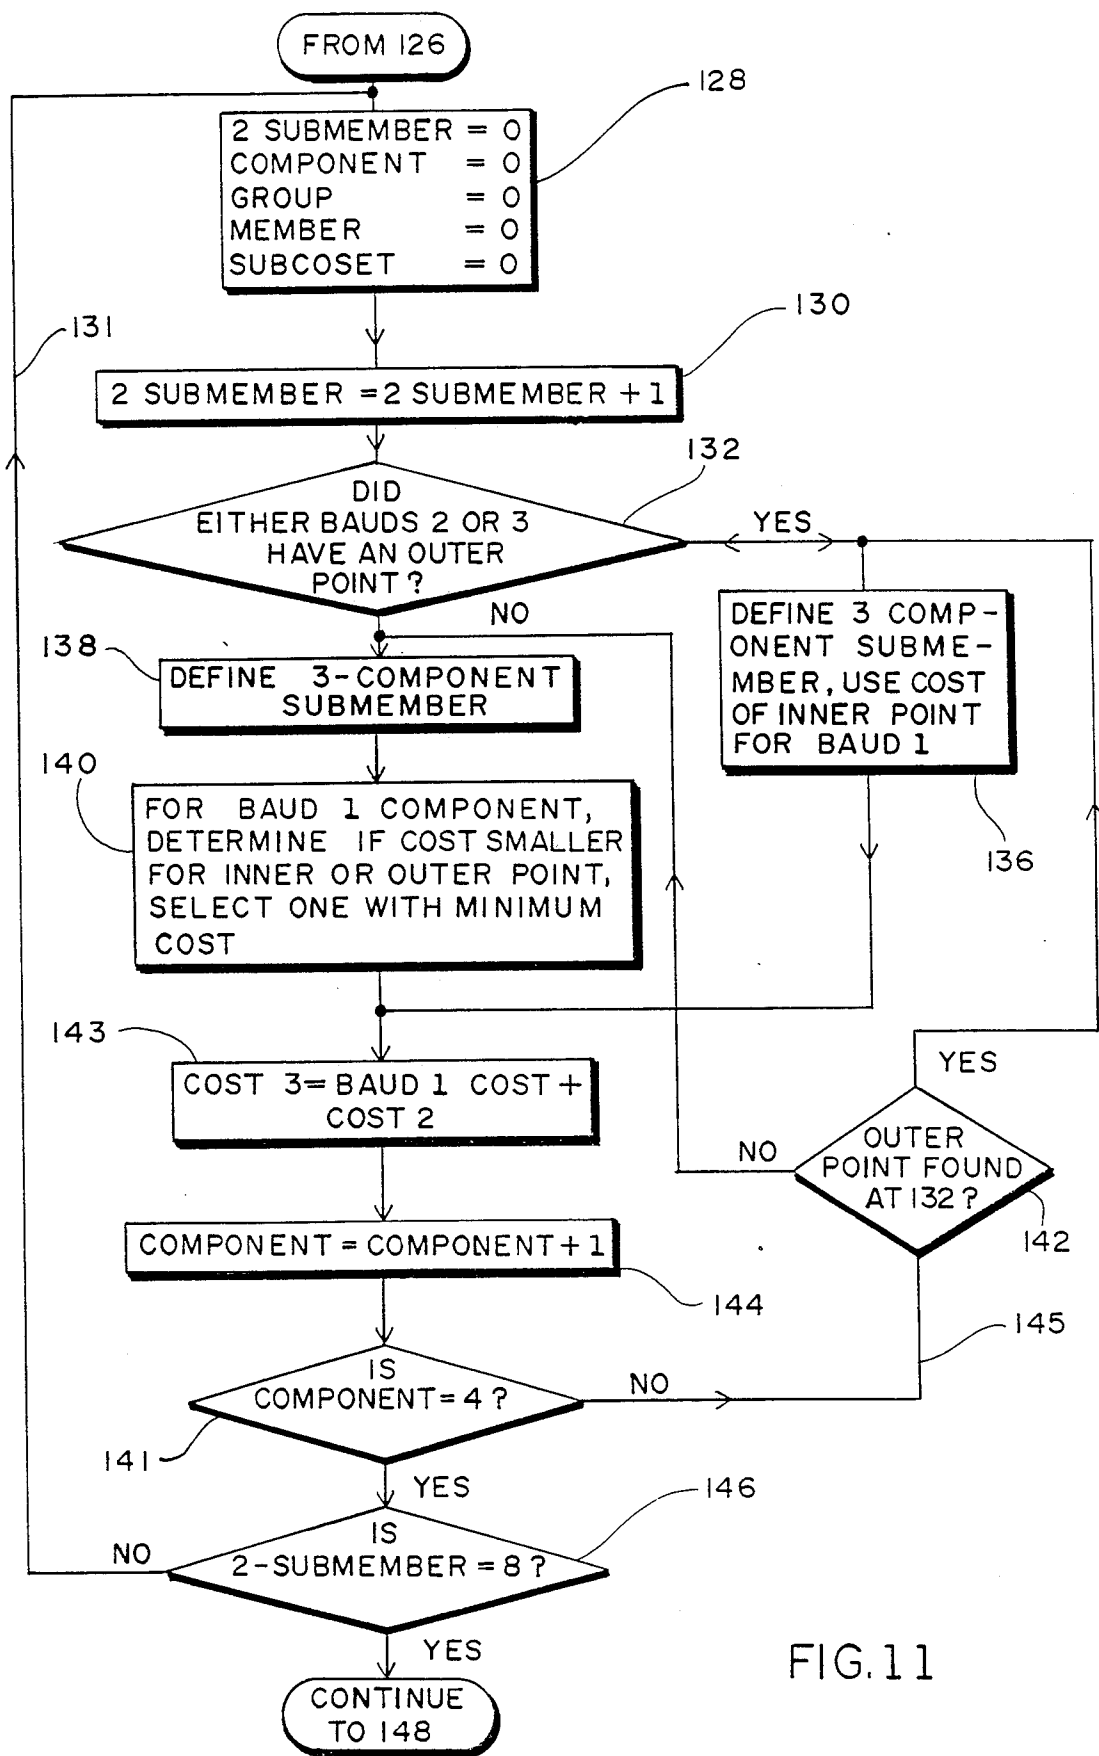 FROM 126
128
2 SUBMEMBER = 0
COMPONENT = 0
GROUP = 0
MEMBER = 0
SUBCOSET = 0
131
130
2 SUBMEMBER = 2 SUBMEMBER + 1
132
DID
EITHER BAUDS 2 OR 3
HAVE AN OUTER
POINT?
YES
NO
DEFINE 3 COMP-
ONENT SUBME-
MBER, USE COST
OF INNER POINT
FOR BAUD 1
136
138
DEFINE 3-COMPONENT
SUBMEMBER
140
FOR BAUD 1 COMPONENT,
DETERMINE IF COST SMALLER
FOR INNER OR OUTER POINT,
SELECT ONE WITH MINIMUM
COST
143
COST 3 = BAUD 1 COST +
COST 2
YES
NO
OUTER
POINT FOUND
AT 132?
142
COMPONENT = COMPONENT + 1
144
145
IS
COMPONENT = 4?
NO
141
YES
146
IS
2-SUBMEMBER = 8?
NO
YES
CONTINUE
TO 148
FIG. 11